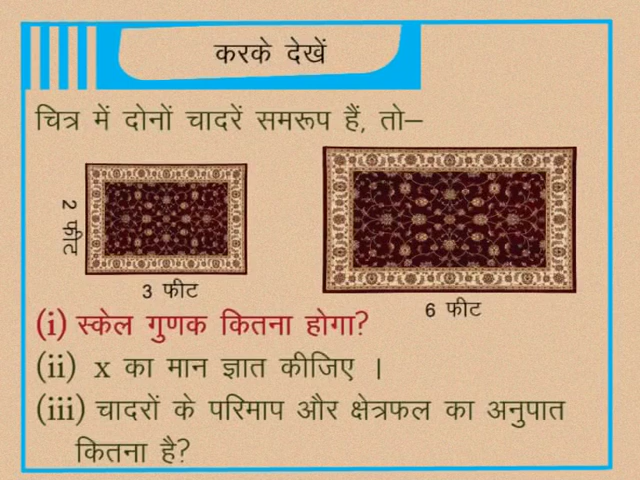 करके देखें
चित्र में दोनों चादरें समरूप हैं, तो–
2 फीट
3 फीट
6 फीट
(i) स्केल गुणक कितना होगा?
(ii) x का मान ज्ञात कीजिए ।
(iii) चादरों के परिमाप और क्षेत्रफल का अनुपात
कितना है?